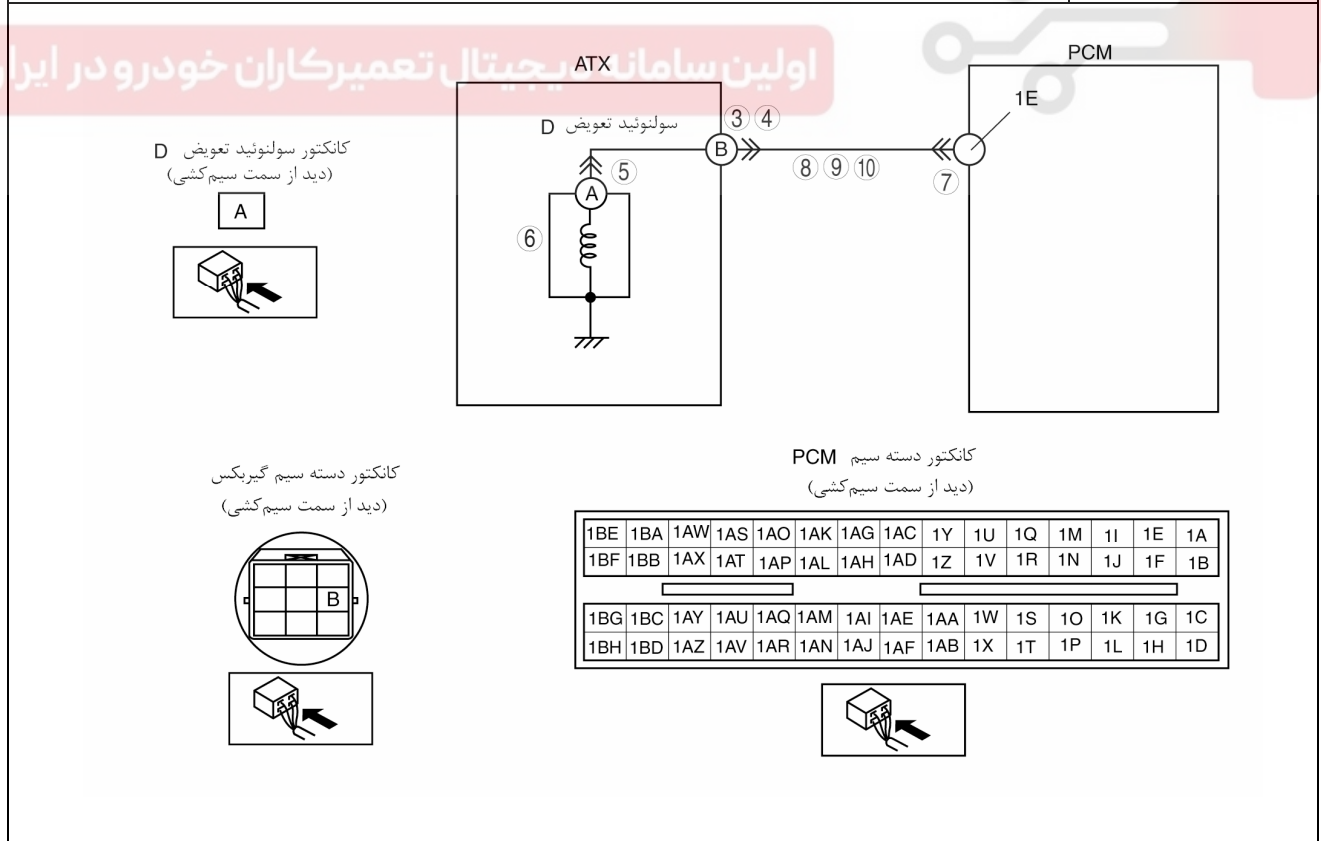 اولین سامانه دیجیتال تعمیرکاران خودرو در ایران
ATX
PCM
1E
سولنوئید تعویض D
③ ④
B
⑤
A
⑥
⑧ ⑨ ⑩
⑦
کانکتور سولنوئید تعویض D
(دید از سمت سیم‌کشی)
A
کانکتور دسته سیم گیربکس
(دید از سمت سیم‌کشی)
B
کانکتور دسته سیم PCM
(دید از سمت سیم‌کشی)
1BE 1BA 1AW 1AS 1AO 1AK 1AG 1AC 1Y 1U 1Q 1M 1I 1E 1A
1BF 1BB 1AX 1AT 1AP 1AL 1AH 1AD 1Z 1V 1R 1N 1J 1F 1B
1BG 1BC 1AY 1AU 1AQ 1AM 1AI 1AE 1AA 1W 1S 1O 1K 1G 1C
1BH 1BD 1AZ 1AV 1AR 1AN 1AJ 1AF 1AB 1X 1T 1P 1L 1H 1D